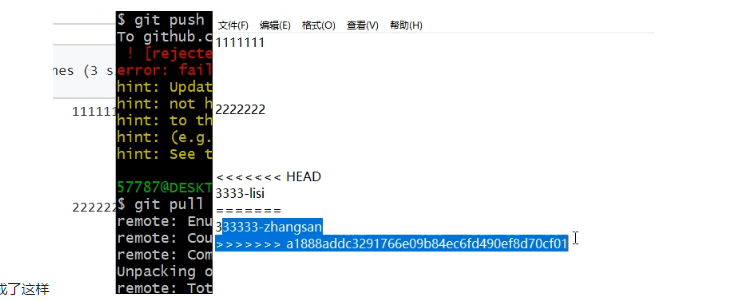 $ git push
To github.c
! [rejecte
error: fail
hint: Updat
hint: not h
hint: to th
hint: (e.g.
hint: See t
57787@DESKT
$ git pull
remote: Enu
remote: Cou
remote: Com
Unpacking o
remote: Tot
nes (3 s
111111
222222
成了这样
文件(F) 编辑(E) 格式(O) 查看(V) 帮助(H)
1111111
2222222
<<<<<<< HEAD
3333-lisi
=======
333333-zhangsan
>>>>>>> a1888addc3291766e09b84ec6fd490ef8d70cf01